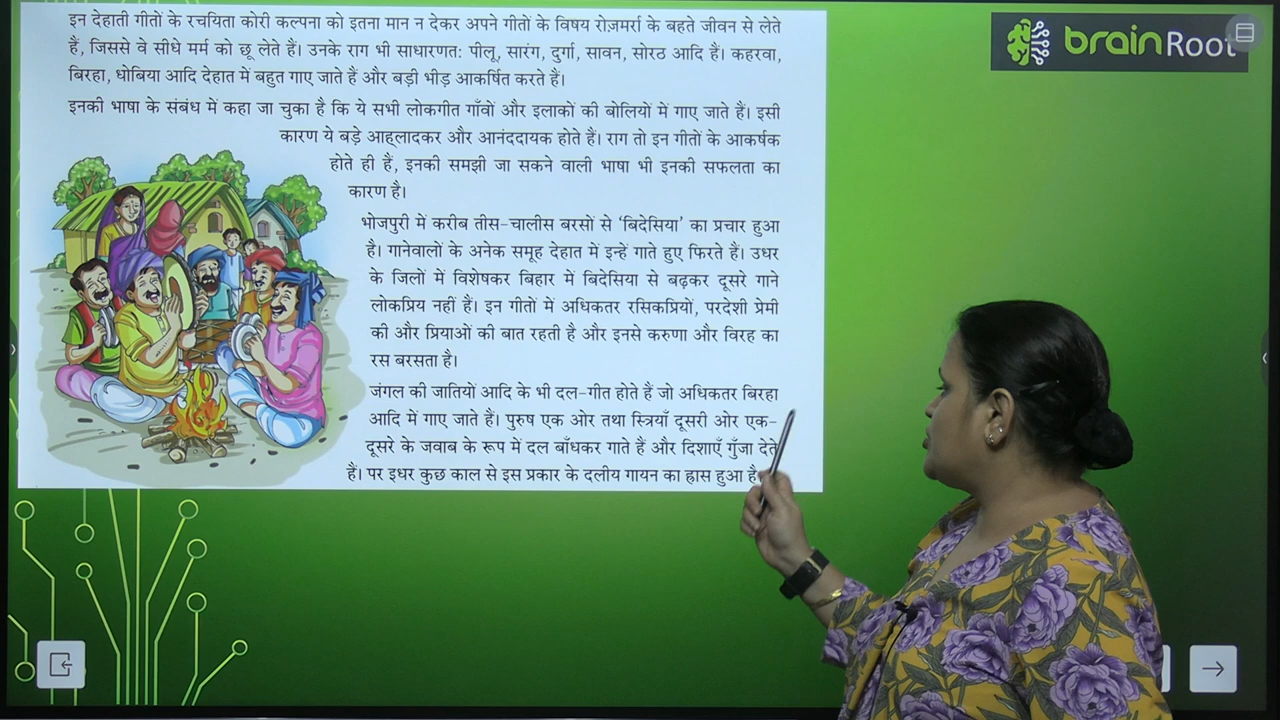 इन देहाती गीतों के रचयिता कोरी कल्पना को इतना मान न देकर अपने गीतों के विषय रोज़मर्रा के बहते जीवन से लेते
हैं, जिससे वे सीधे मर्म को छू लेते हैं। उनके राग भी साधारणत: पीलू, सारंग, दुर्गा, सावन, सोरठ आदि हैं। कहरवा,
बिरहा, धोबिया आदि देहात में बहुत गाए जाते हैं और बड़ी भीड़ आकर्षित करते हैं।
इनकी भाषा के संबंध में कहा जा चुका है कि ये सभी लोकगीत गाँवों और इलाकों की बोलियों में गाए जाते हैं। इसी
कारण ये बड़े आह्लादकर और आनंददायक होते हैं। राग तो इन गीतों के आकर्षक
होते ही हैं, इनकी समझी जा सकने वाली भाषा भी इनकी सफलता का
कारण है।
भोजपुरी में करीब तीस-चालीस बरसों से ‘बिदेसिया’ का प्रचार हुआ
है। गानेवालों के अनेक समूह देहात में इन्हें गाते हुए फिरते हैं। उधर
के जिलों में विशेषकर बिहार में बिदेसिया से बढ़कर दूसरे गाने
लोकप्रिय नहीं हैं। इन गीतों में अधिकतर रसिकप्रियों, परदेशी प्रेमी
की और प्रियाओं की बात रहती है और इनसे करुणा और विरह का
रस बरसता है।
जंगल की जातियों आदि के भी दल-गीत होते हैं जो अधिकतर बिरहा
आदि में गाए जाते हैं। पुरुष एक ओर तथा स्त्रियाँ दूसरी ओर एक-
दूसरे के जवाब के रूप में दल बाँधकर गाते हैं और दिशाएँ गुँजा देते
हैं। पर इधर कुछ काल से इस प्रकार के दलीय गायन का ह्रास हुआ है।
brainRoot